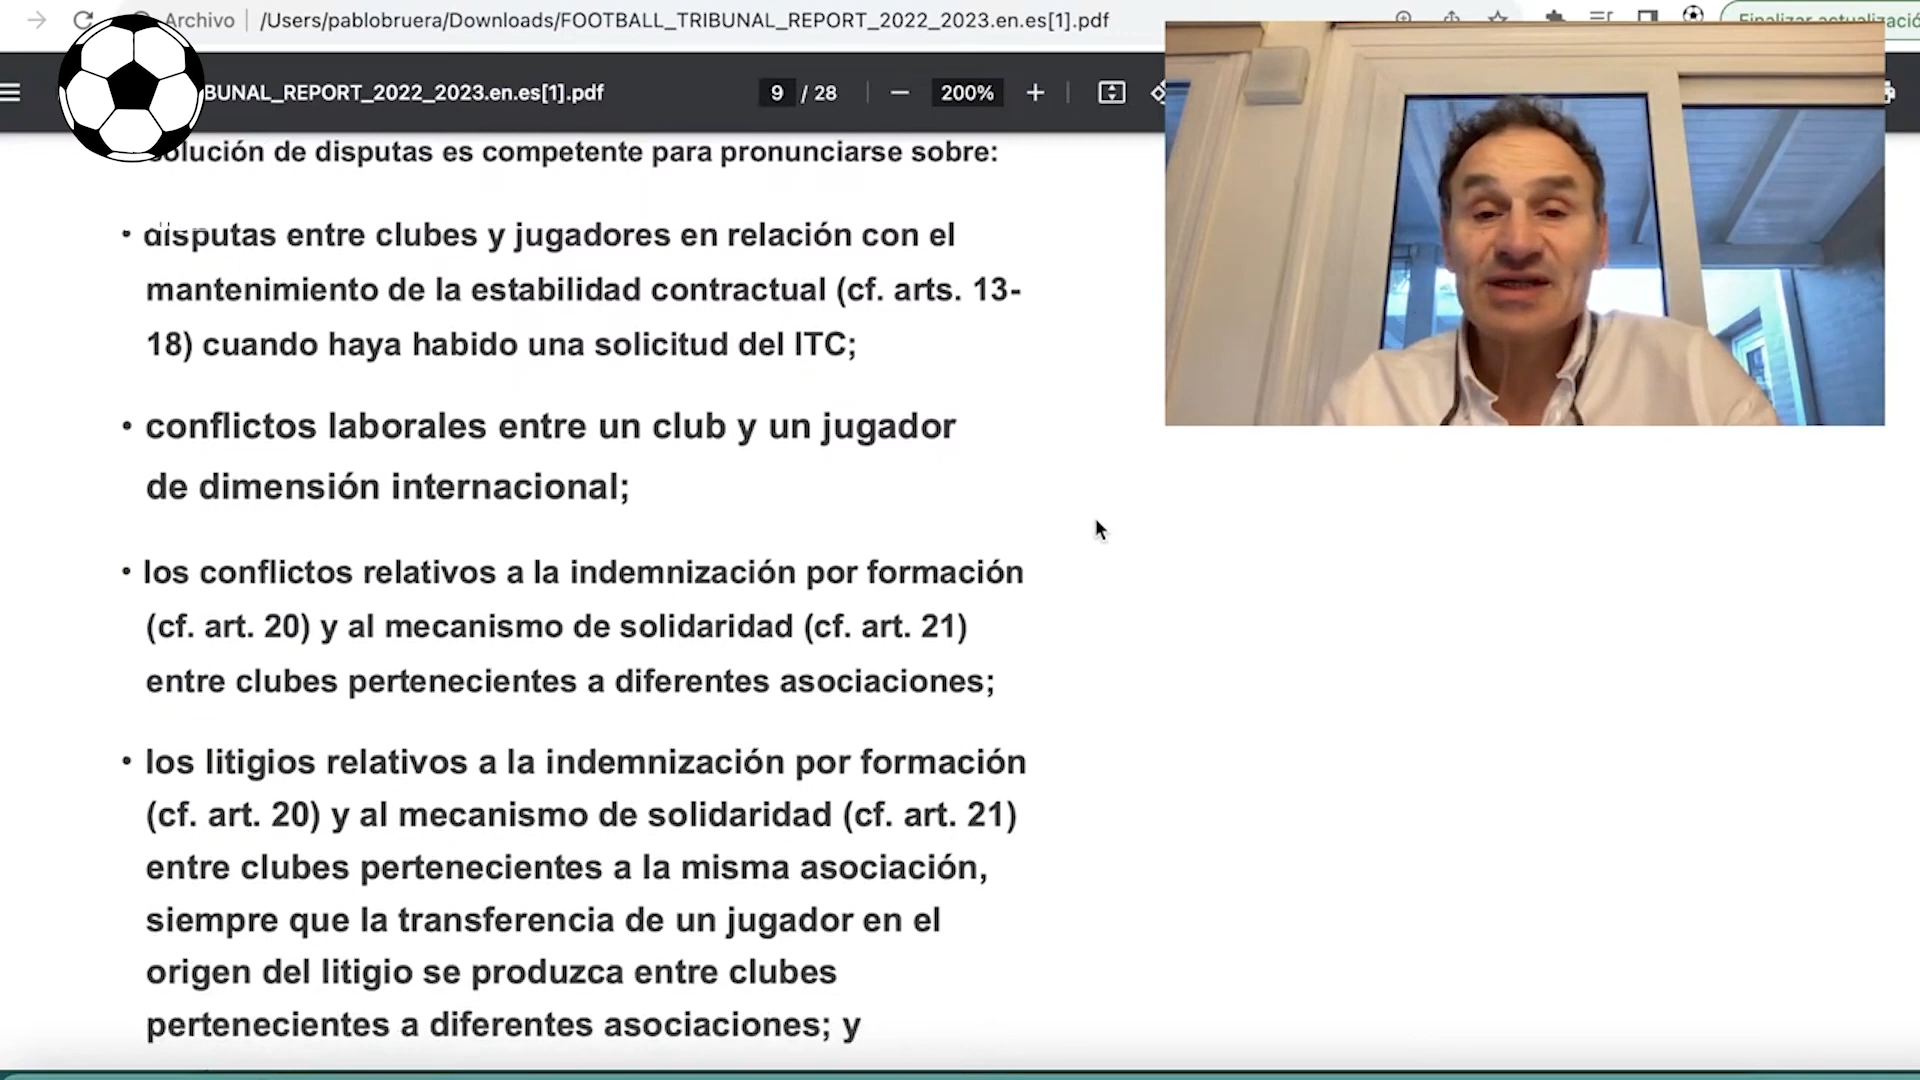 Archivo
/Users/pablobruera/Downloads/FOOTBALL_TRIBUNAL_REPORT_2022_2023.en.es[1].pdf
Finalizar actualizació
BUNAL_REPORT_2022_2023.en.es[1].pdf
9 / 28
200%
solución de disputas es competente para pronunciarse sobre:
• disputas entre clubes y jugadores en relación con el
mantenimiento de la estabilidad contractual (cf. arts. 13-
18) cuando haya habido una solicitud del ITC;
• conflictos laborales entre un club y un jugador
de dimensión internacional;
• los conflictos relativos a la indemnización por formación
(cf. art. 20) y al mecanismo de solidaridad (cf. art. 21)
entre clubes pertenecientes a diferentes asociaciones;
• los litigios relativos a la indemnización por formación
(cf. art. 20) y al mecanismo de solidaridad (cf. art. 21)
entre clubes pertenecientes a la misma asociación,
siempre que la transferencia de un jugador en el
origen del litigio se produzca entre clubes
pertenecientes a diferentes asociaciones; y